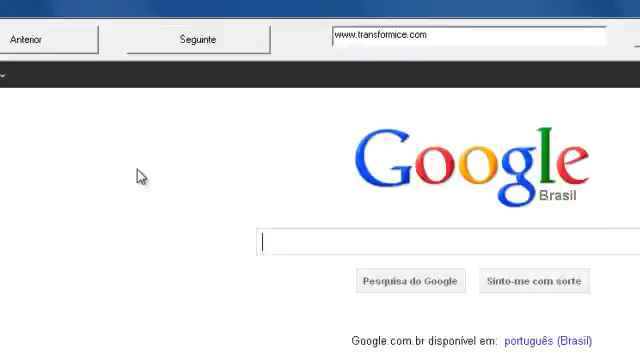 Anterior Seguinte www.transformice.com
Google
Brasil
Pesquisa do Google Sinto-me com sorte
Google.com.br disponível em: português (Brasil)